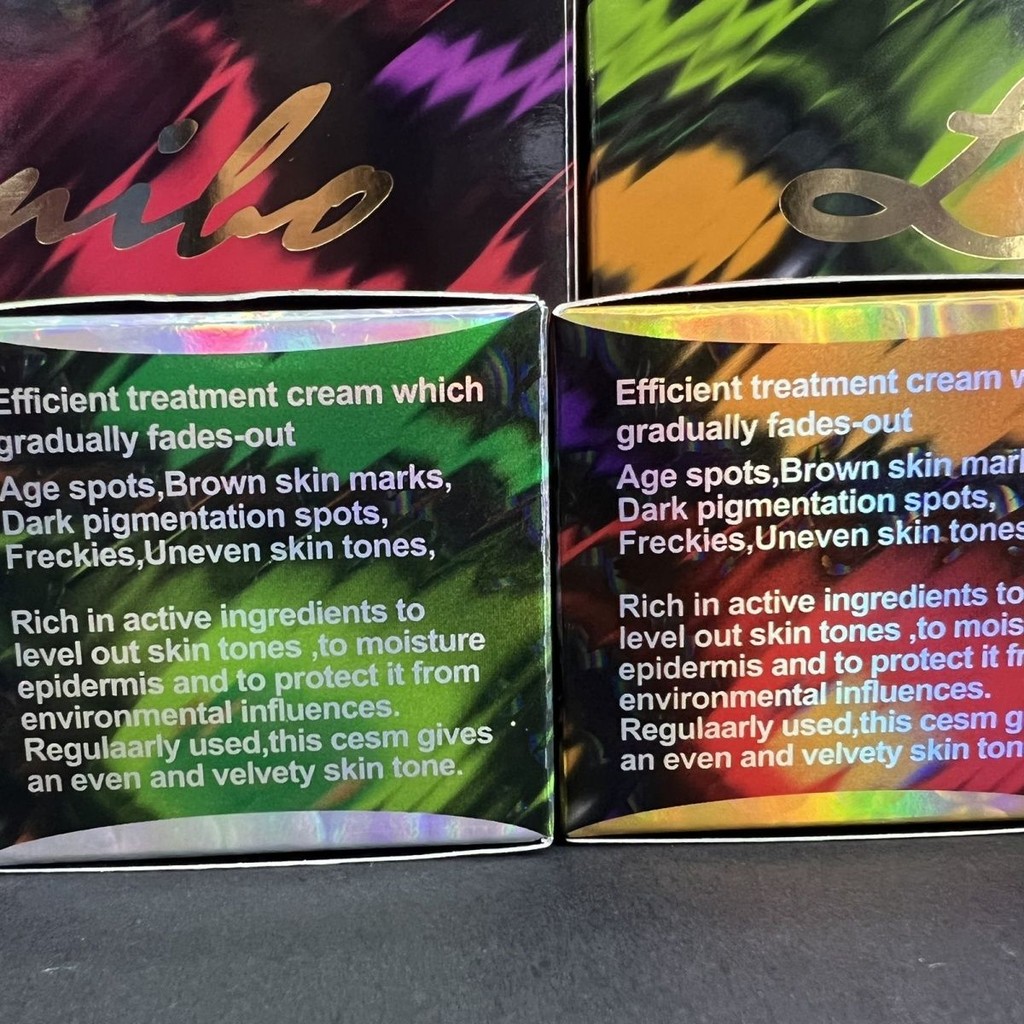 nibo
L
Efficient treatment cream which
gradually fades-out
Age spots,Brown skin marks,
Dark pigmentation spots,
Freckies,Uneven skin tones,
Rich in active ingredients to
level out skin tones ,to moisture
epidermis and to protect it from
environmental influences.
Regulaarly used,this cesm gives
an even and velvety skin tone.
Efficient treatment cream w
gradually fades-out
Age spots,Brown skin mar
Dark pigmentation spots,
Freckies,Uneven skin tones
Rich in active ingredients to
level out skin tones ,to mois
epidermis and to protect it fr
environmental influences.
Regulaarly used,this cesm g
an even and velvety skin ton